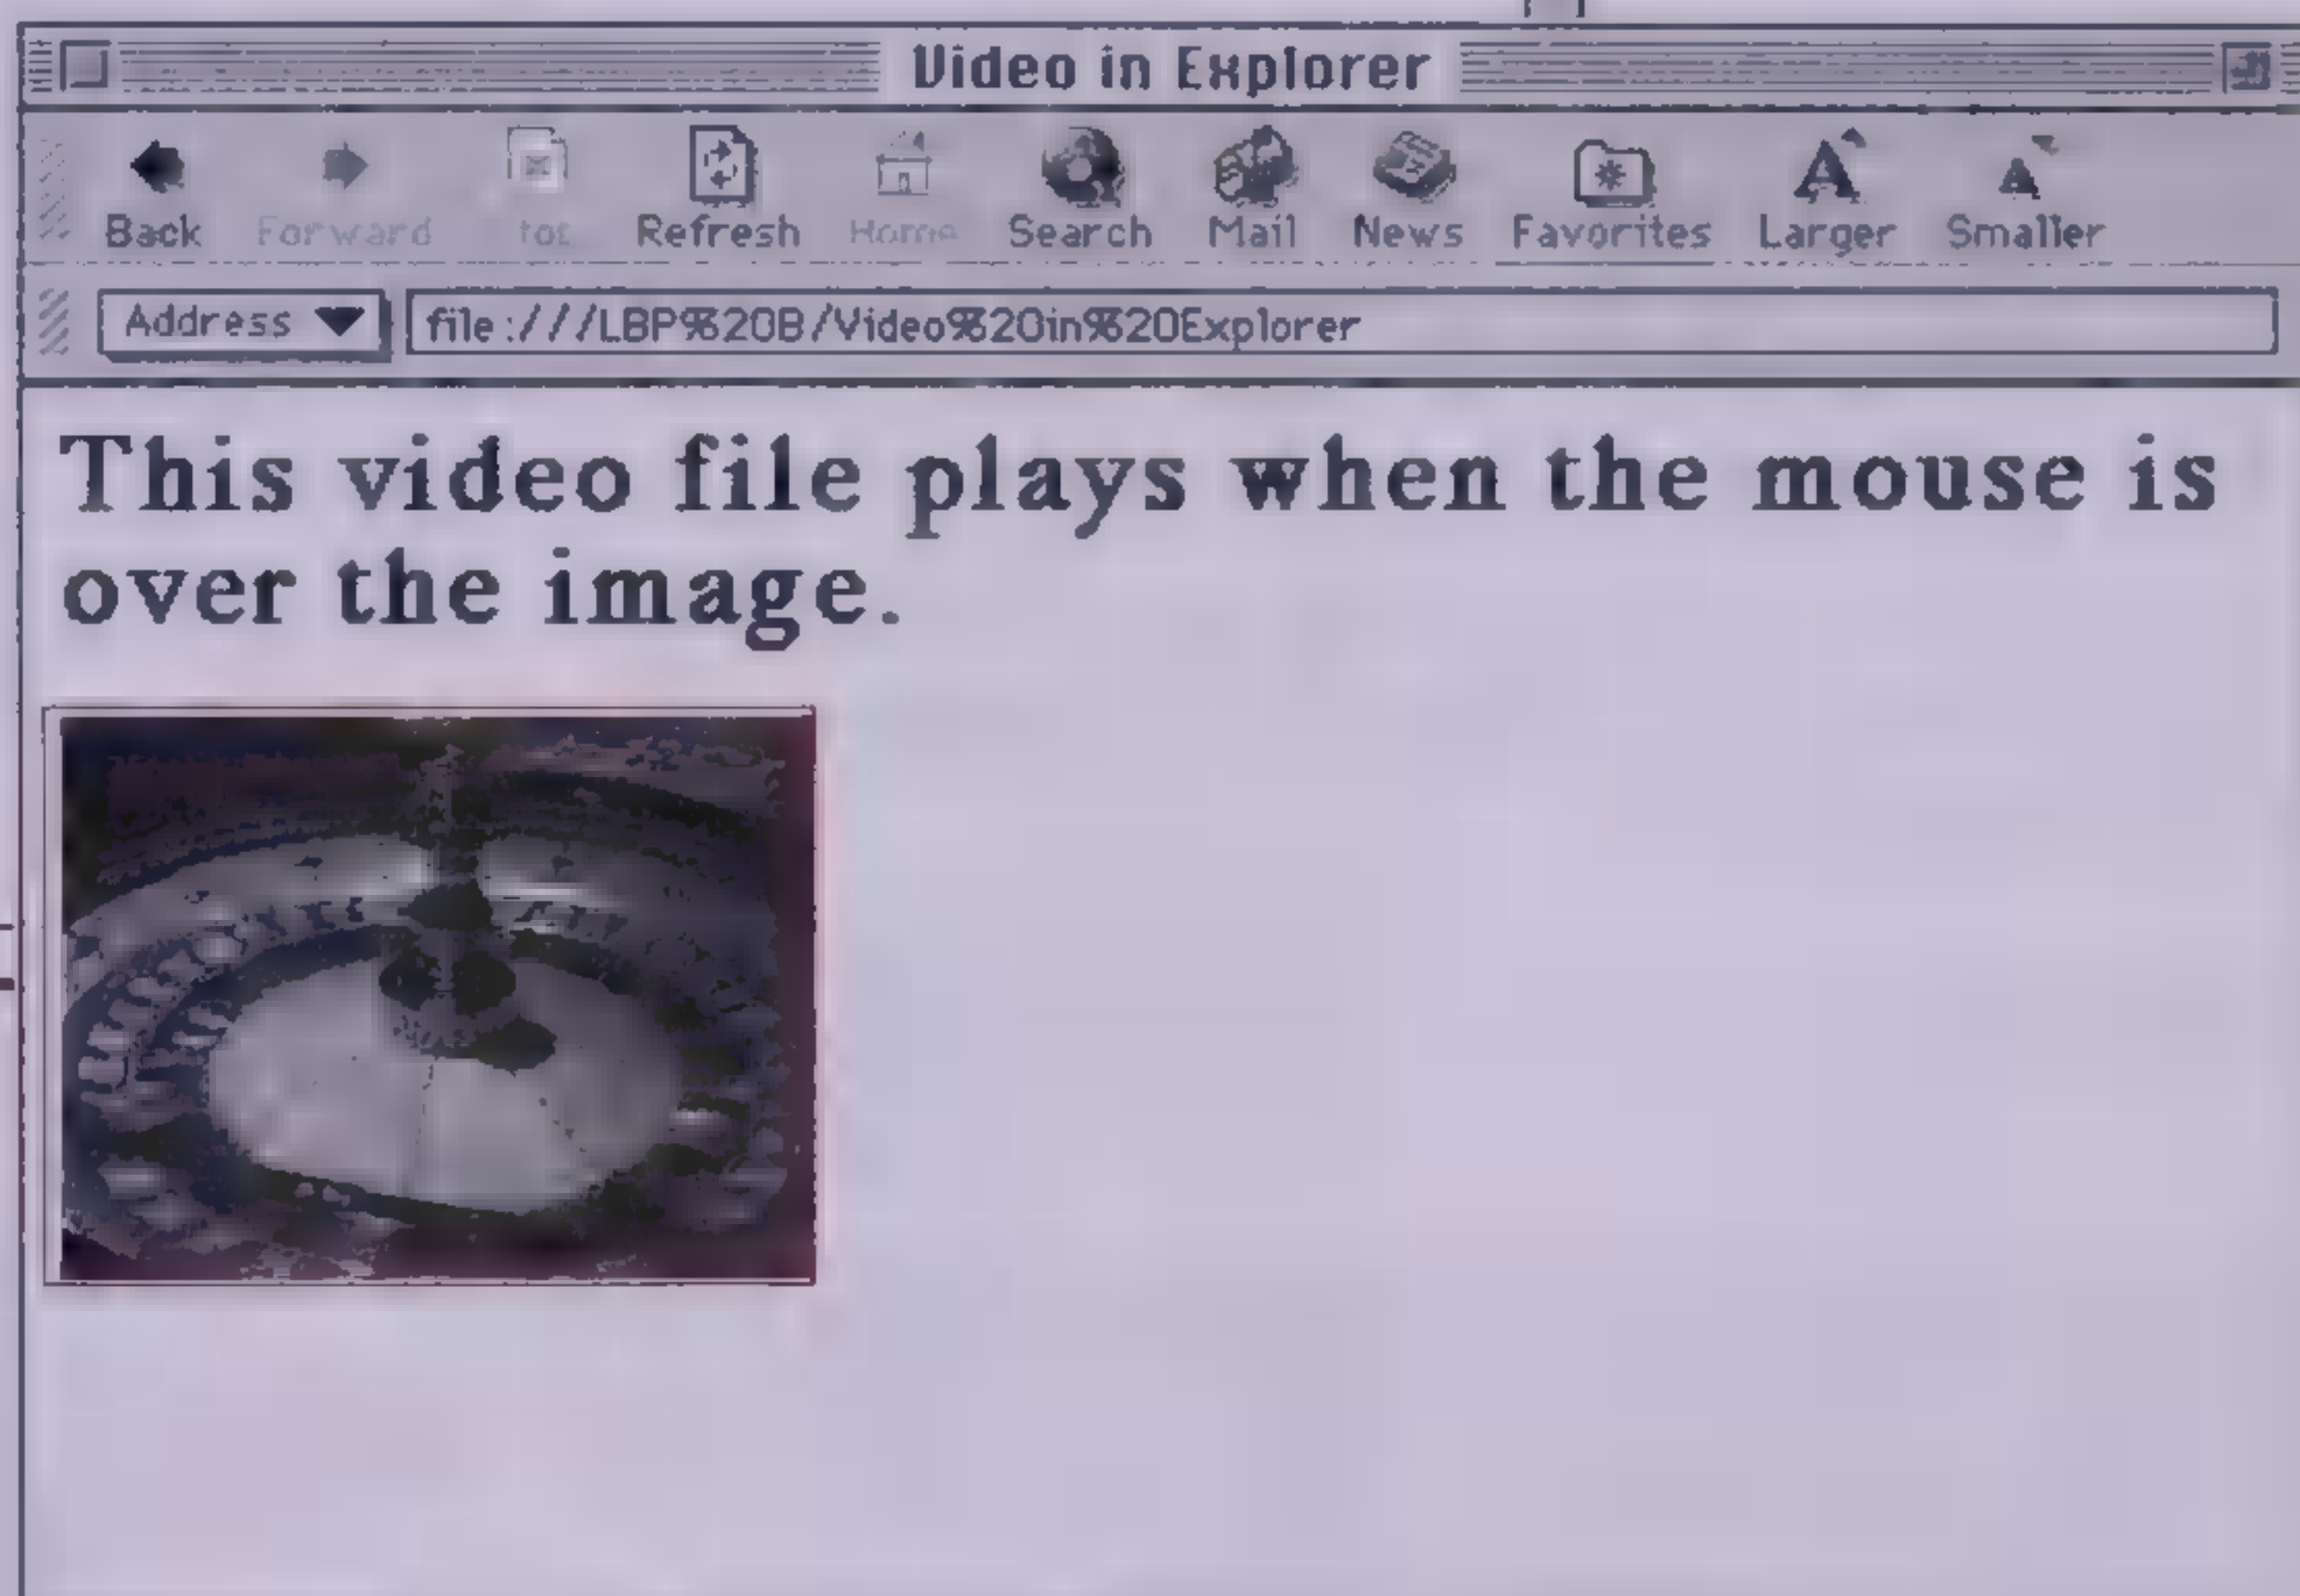 Video in Explorer
Back Forward Refresh Home Search Mail News Favorites Larger Smaller
Address file:///LBP%20B/Video%20in%20Explorer
This video file plays when the mouse is
over the image.